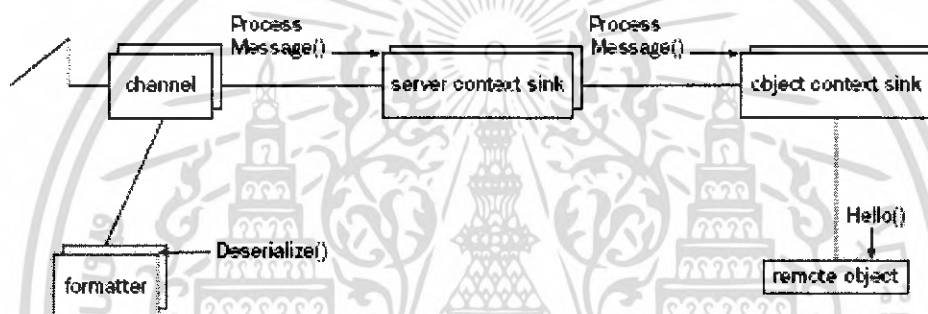 Process
Message()
Process
Message()
channel
server context sink
object context sink
Hello()
Deserialize()
formatter
remote object